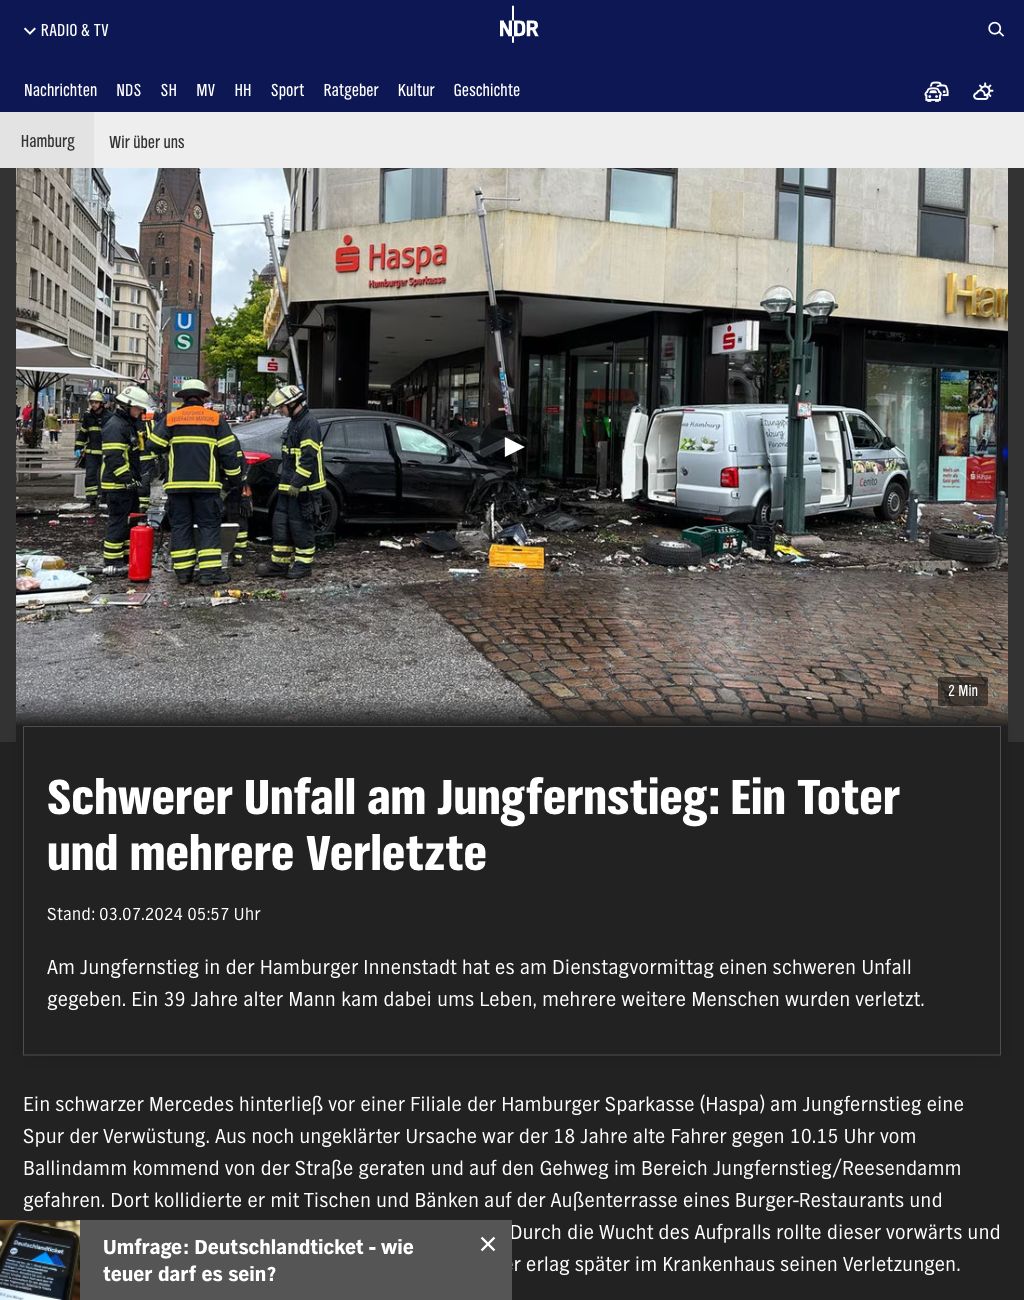 RADIO & TV
NDR
Nachrichten NDS SH MV HH Sport Ratgeber Kultur Geschichte
Hamburg Wir über uns
Haspa
Hamburger Sparkasse
Ham
U
S
Cenito
2 Min
Schwerer Unfall am Jungfernstieg: Ein Toter
und mehrere Verletzte
Stand: 03.07.2024 05:57 Uhr
Am Jungfernstieg in der Hamburger Innenstadt hat es am Dienstagvormittag einen schweren Unfall
gegeben. Ein 39 Jahre alter Mann kam dabei ums Leben, mehrere weitere Menschen wurden verletzt.
Ein schwarzer Mercedes hinterließ vor einer Filiale der Hamburger Sparkasse (Haspa) am Jungfernstieg eine
Spur der Verwüstung. Aus noch ungeklärter Ursache war der 18 Jahre alte Fahrer gegen 10.15 Uhr vom
Ballindamm kommend von der Straße geraten und auf den Gehweg im Bereich Jungfernstieg/Reesendamm
gefahren. Dort kollidierte er mit Tischen und Bänken auf der Außenterrasse eines Burger-Restaurants und
Durch die Wucht des Aufpralls rollte dieser vorwärts und
er erlag später im Krankenhaus seinen Verletzungen.
Deutschlandticket
Umfrage: Deutschlandticket - wie
teuer darf es sein?